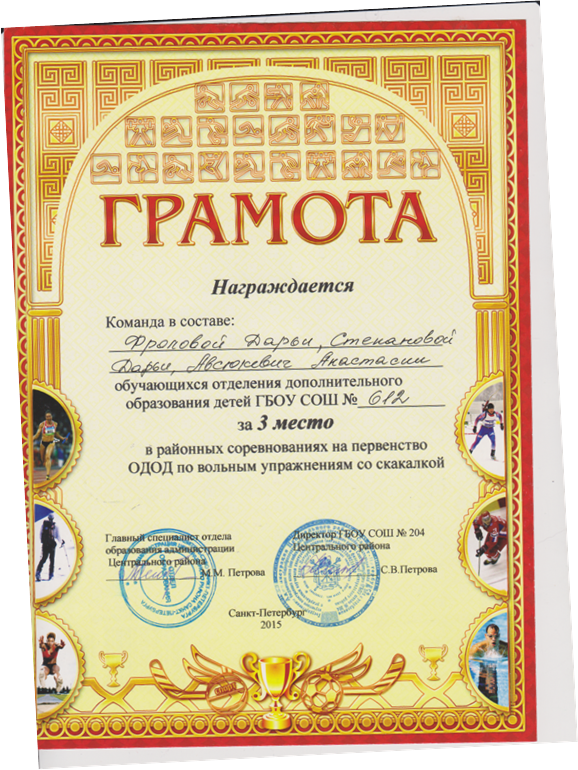 ГРАМОТА
Награждается
Команда в составе:
Фроловой Дарьи, Степановой
Дарьи, Авсюкевич Анастасии
обучающихся отделения дополнительного
образования детей ГБОУ СОШ № 612
за 3 место
в районных соревнованиях на первенство
ОДОД по вольным упражнениям со скакалкой
Главный специалист отдела
образования администрации
Центрального района
М.М. Петрова
Директор ГБОУ СОШ № 204
Центрального района
С.В.Петрова
Санкт-Петербург
2015